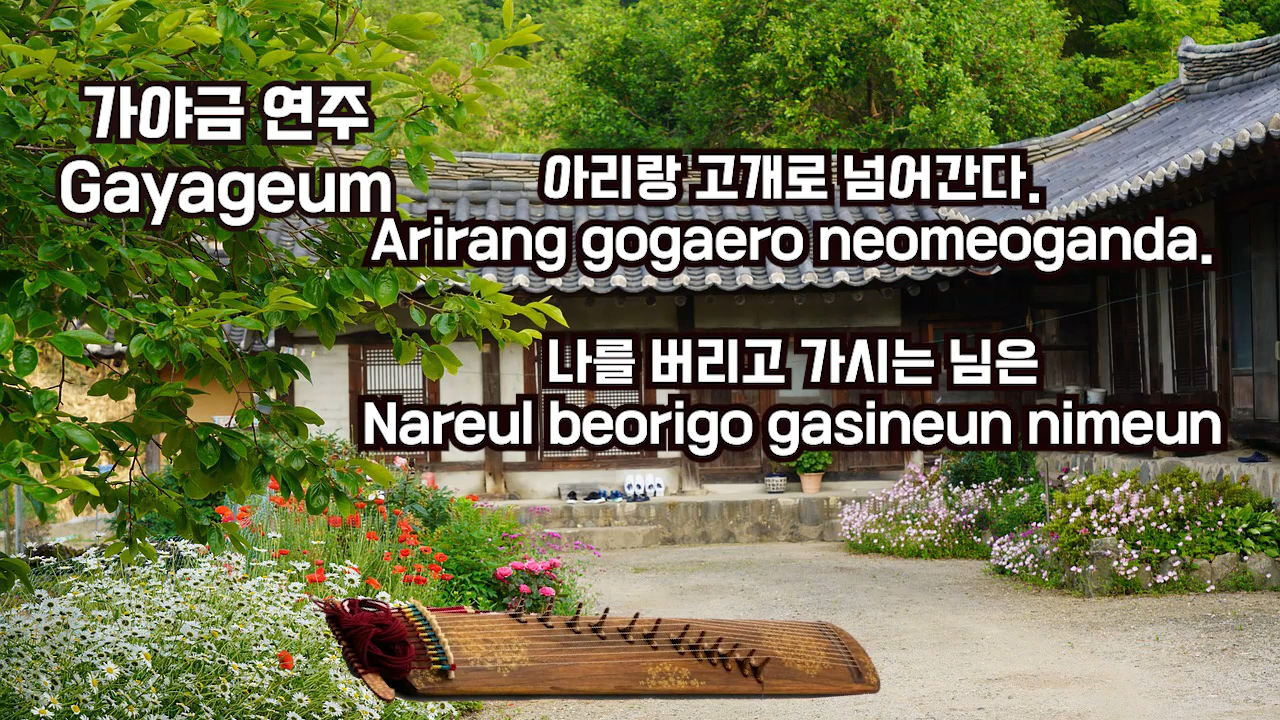 가야금 연주
Gayageum
아리랑 고개로 넘어간다.
Arirang gogaero neomeoganda.
나를 버리고 가시는 님은
Nareul beorigo gasineun nimeun